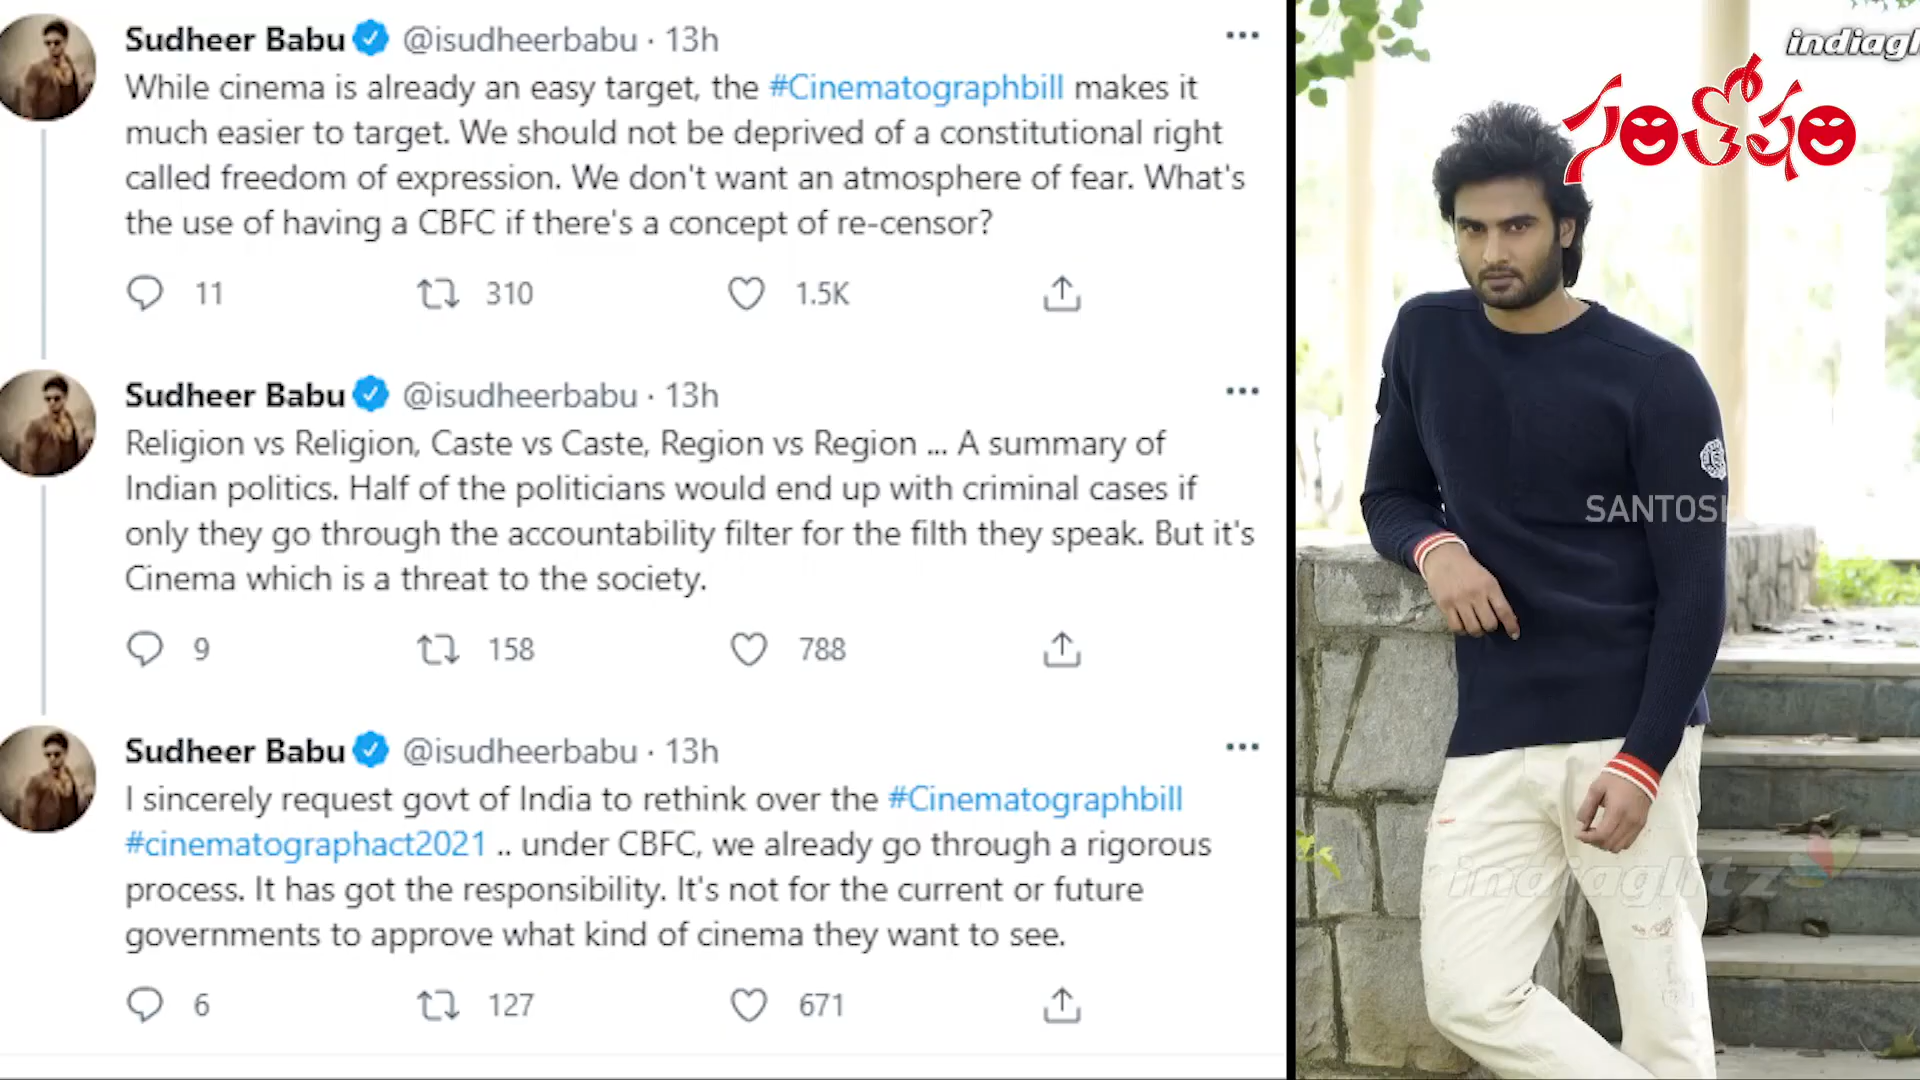 Sudheer Babu @isudheerbabu · 13h
While cinema is already an easy target, the #Cinematographbill makes it
much easier to target. We should not be deprived of a constitutional right
called freedom of expression. We don't want an atmosphere of fear. What's
the use of having a CBFC if there's a concept of re-censor?
11 310 1.5K
Sudheer Babu @isudheerbabu · 13h
Religion vs Religion, Caste vs Caste, Region vs Region ... A summary of
Indian politics. Half of the politicians would end up with criminal cases if
only they go through the accountability filter for the filth they speak. But it's
Cinema which is a threat to the society.
9 158 788
Sudheer Babu @isudheerbabu · 13h
I sincerely request govt of India to rethink over the #Cinematographbill
#cinematographact2021 .. under CBFC, we already go through a rigorous
process. It has got the responsibility. It's not for the current or future
governments to approve what kind of cinema they want to see.
6 127 671
indiagl
సంతోషం
SANTOSH
indiaglitz